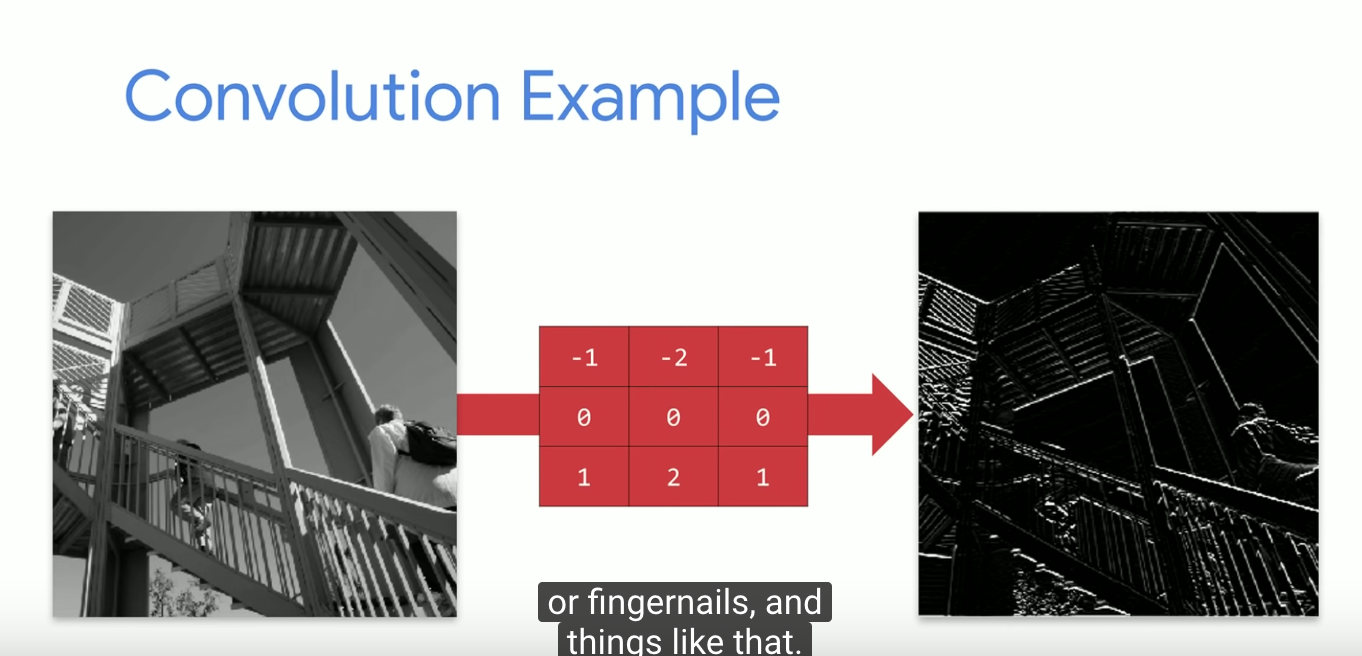 Convolution Example
-1 -2 -1
0 0 0
1 2 1
or fingernails, and
things like that.